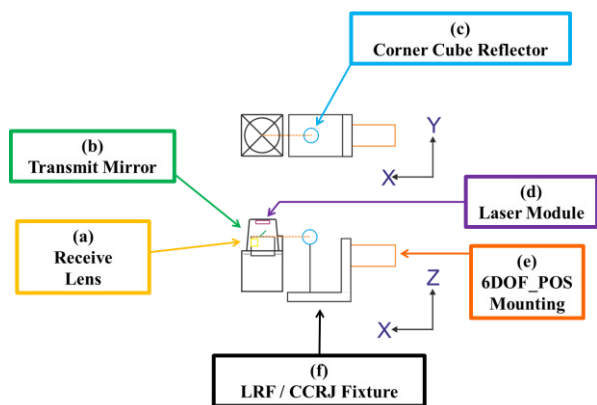 (c)
Corner Cube Reflector
Y
X
(b)
Transmit Mirror
(d)
Laser Module
(a)
Receive
Lens
(e)
6DOF_POS
Mounting
Z
X
(f)
LRF / CCRJ Fixture